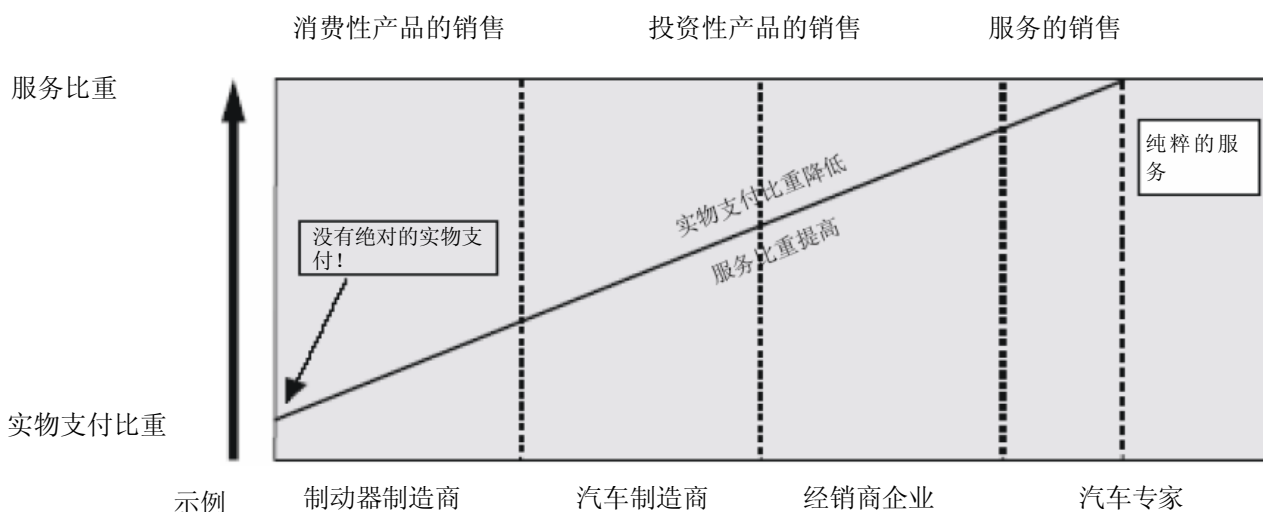 消费性产品的销售 投资性产品的销售 服务的销售
服务比重
纯粹的服
务
实物支付比重降低
服务比重提高
没有绝对的实物支
付！
实物支付比重
示例 制动器制造商 汽车制造商 经销商企业 汽车专家